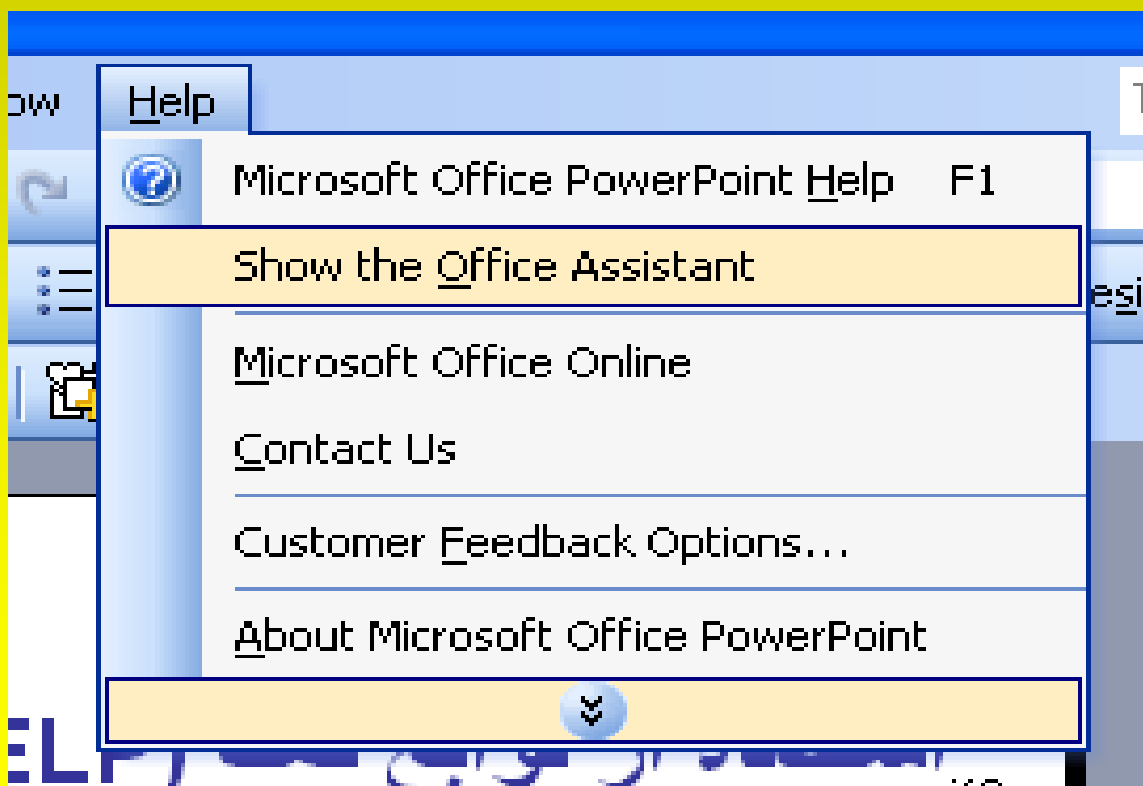 Help
Microsoft Office PowerPoint Help F1
Show the Office Assistant
Microsoft Office Online
Contact Us
Customer Feedback Options...
About Microsoft Office PowerPoint